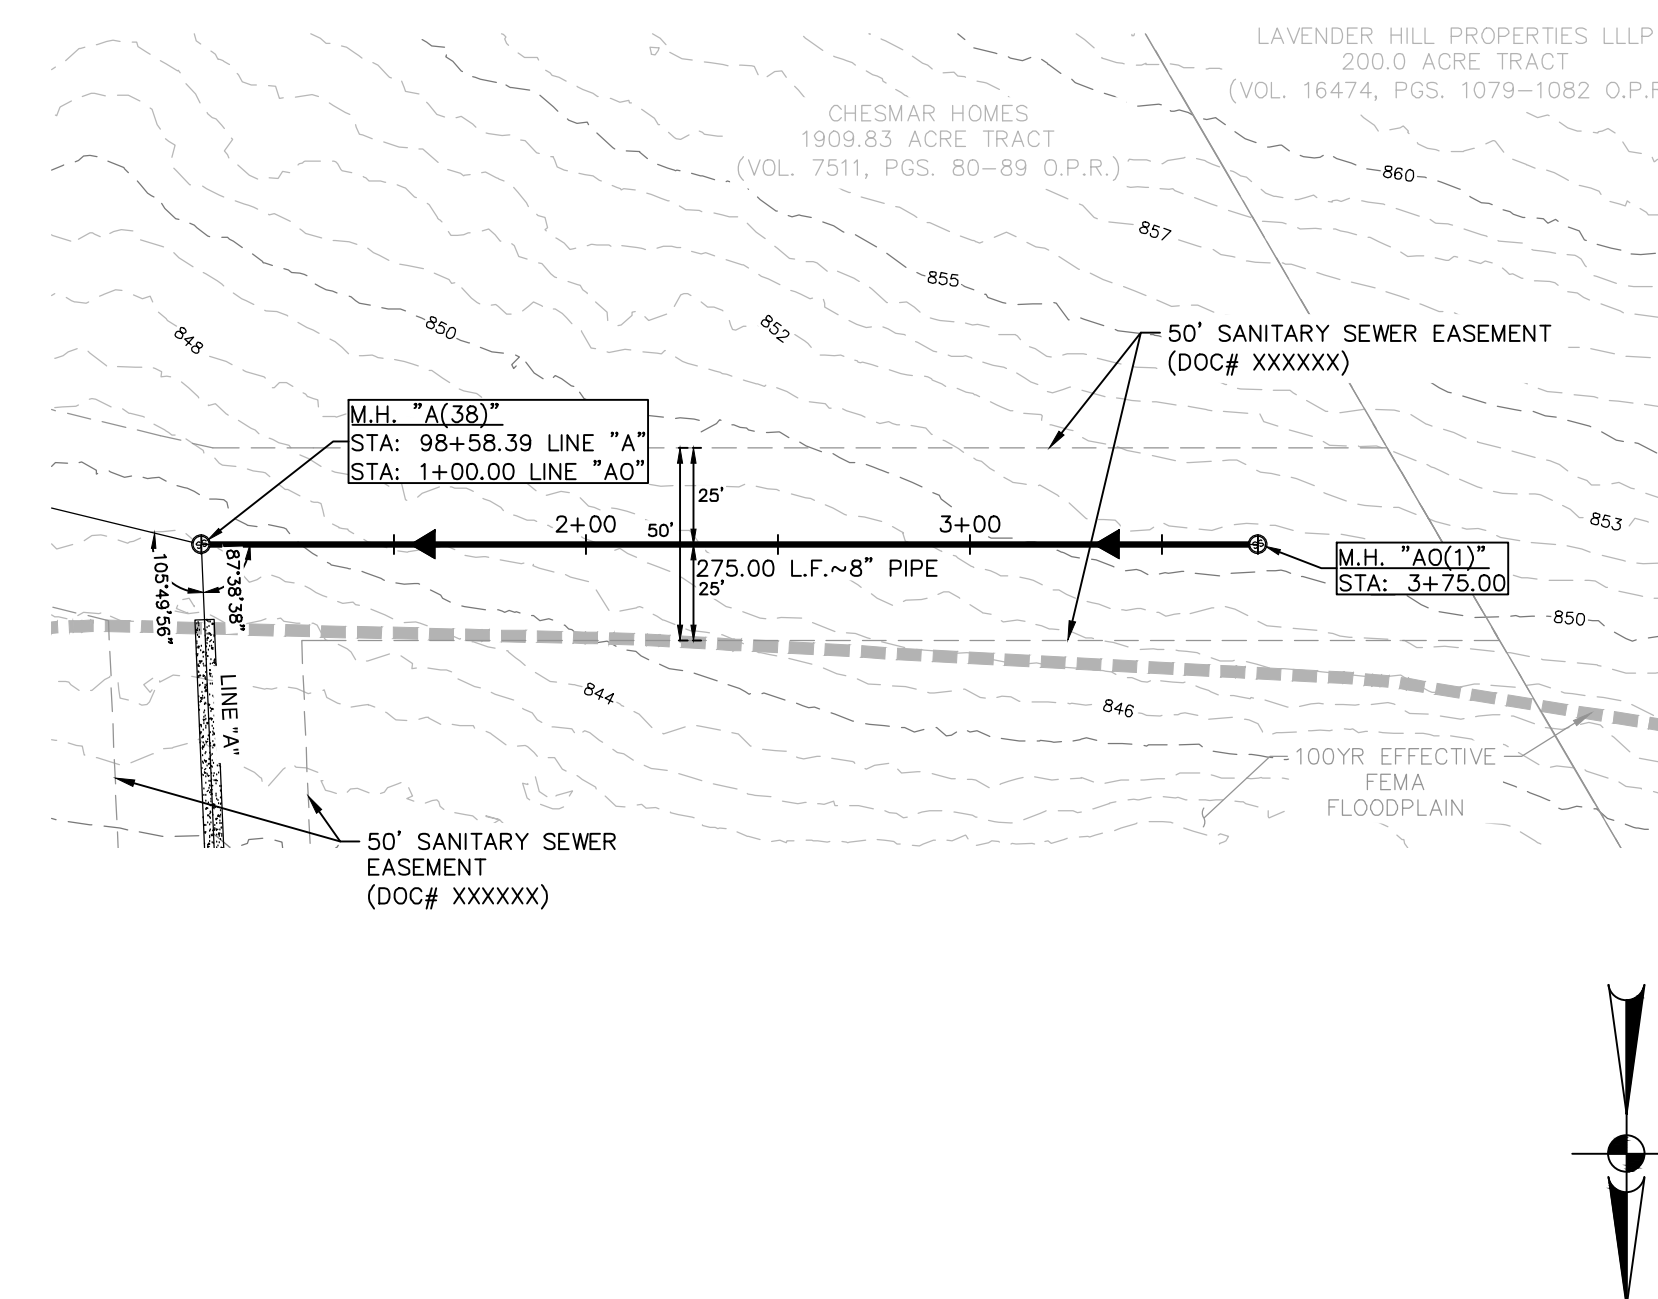 LAVENDER HILL PROPERTIES LLLP
200.0 ACRE TRACT
(VOL. 16474, PGS. 1079-1082 O.P.R
CHESMAR HOMES
1909.83 ACRE TRACT
(VOL. 7511, PGS. 80-89 O.P.R.)
860
857
855
852
850
848
50' SANITARY SEWER EASEMENT
(DOC# XXXXXX)
M.H. "A(38)"
STA: 98+58.39 LINE "A"
STA: 1+00.00 LINE "AO"
25'
2+00
50'
3+00
853
275.00 L.F.~8" PIPE
25'
M.H. "AO(1)"
STA: 3+75.00
105°49'56"
87°38'38"
850
LINE "A"
844
846
100YR EFFECTIVE
FEMA
FLOODPLAIN
50' SANITARY SEWER
EASEMENT
(DOC# XXXXXX)